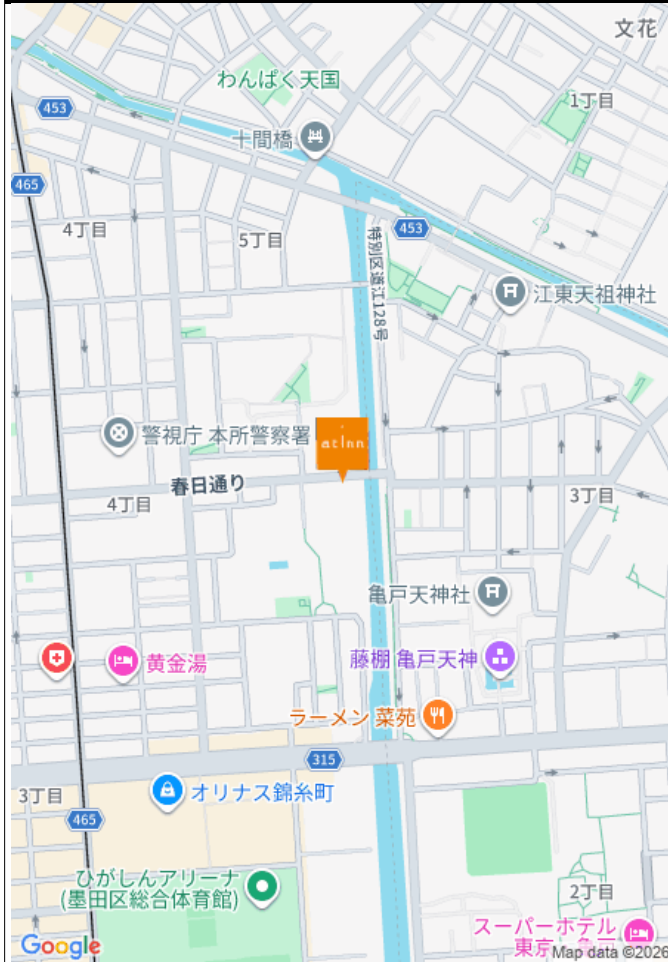 文花
わんぱく天国
1丁目
453
十間橋
465
4丁目
5丁目
453
特別区道江128号
江東天祖神社
警視庁 本所警察署
at Inn
春日通り
4丁目
3丁目
亀戸天神社
黄金湯
藤棚 亀戸天神
ラーメン 菜苑
315
3丁目
オリナス錦糸町
465
ひがしんアリーナ
(墨田区総合体育館)
2丁目
スーパーホテル
東京
Google
Map data ©2026